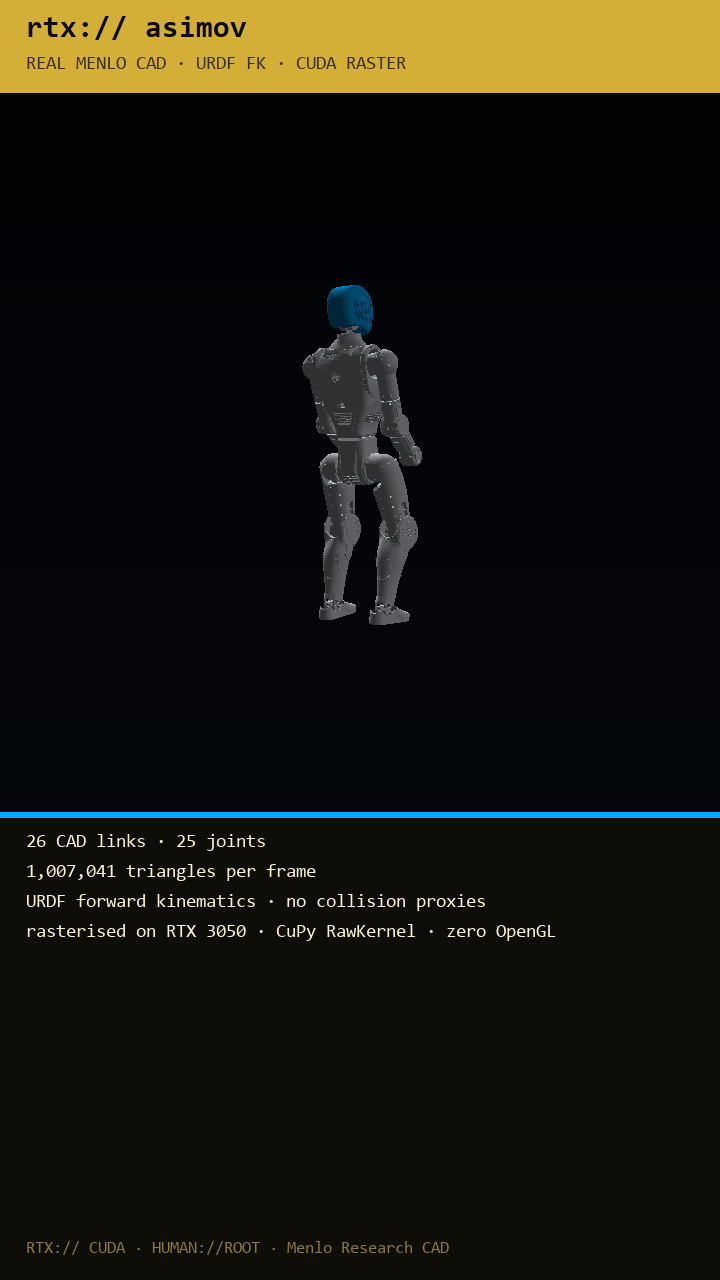 rtx:// asimov
REAL MENLO CAD · URDF FK · CUDA RASTER
26 CAD links · 25 joints
1,007,041 triangles per frame
URDF forward kinematics · no collision proxies
rasterised on RTX 3050 · CuPy RawKernel · zero OpenGL
RTX:// CUDA · HUMAN://ROOT · Menlo Research CAD